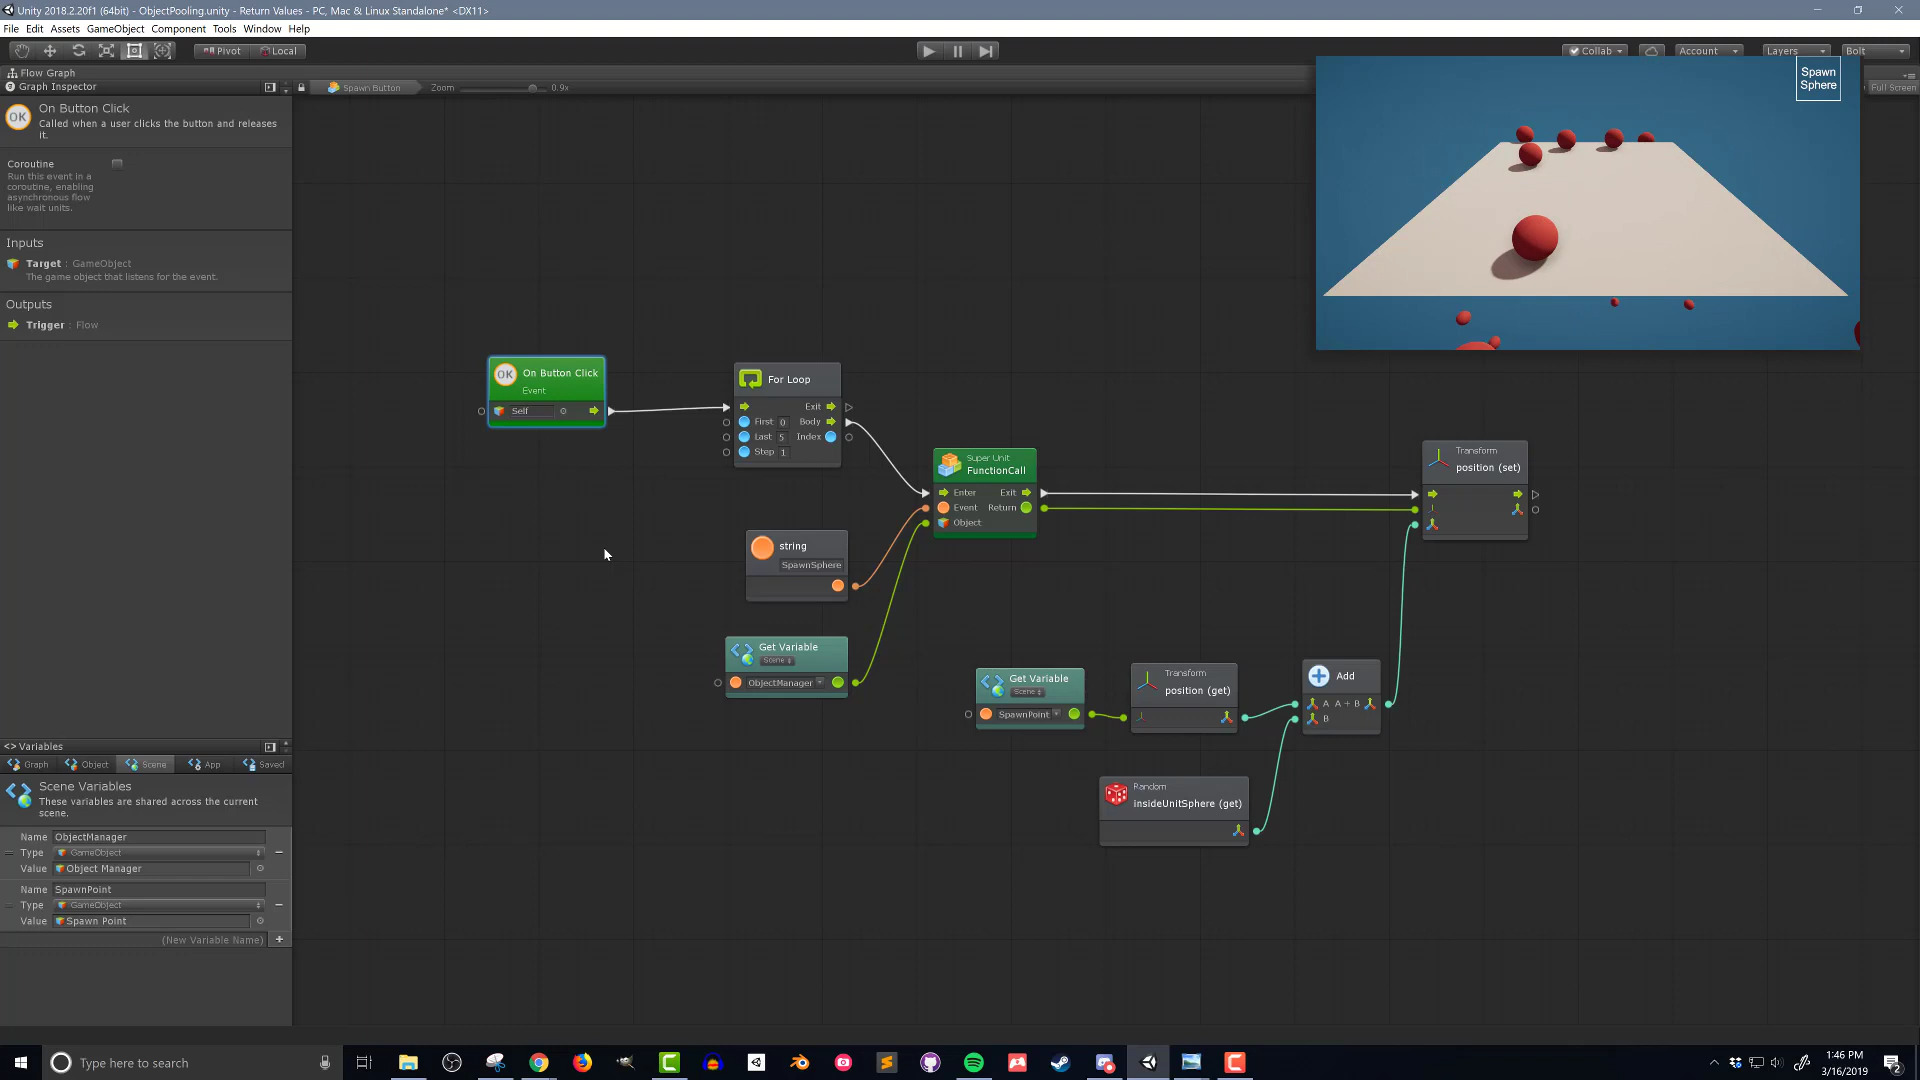 Unity 2018.2.20f1 (64bit) - ObjectPooling.unity - Return Values - PC, Mac & Linux Standalone* <DX11>
File Edit Assets GameObject Component Tools Window Help
Pivot Local Collab Account Layers Bolt
Flow Graph
Graph Inspector
Spawn Button Zoom 0.9x Full Screen
On Button Click
Called when a user clicks the button and releases
it.
Coroutine
Run this event in a
coroutine, enabling
asynchronous flow
like wait units.
Inputs
Target : GameObject
The game object that listens for the event.
Outputs
Trigger : Flow
Spawn
Sphere
OK
On Button Click
Event
Self
For Loop
Exit
First 0 Body
Last 5 Index
Step 1
Super Unit
FunctionCall
Enter Exit
Event Return
Object
string
SpawnSphere
Get Variable
Scene
ObjectManager
Get Variable
Scene
SpawnPoint
Transform
position (get)
Add
A A + B
B
Random
insideUnitSphere (get)
Transform
position (set)
Variables
Graph Object Scene App Saved
Scene Variables
These variables are shared across the current
scene.
Name ObjectManager
Type GameObject
Value Object Manager
Name SpawnPoint
Type GameObject
Value Spawn Point
(New Variable Name)
Type here to search
1:46 PM
3/16/2019
2